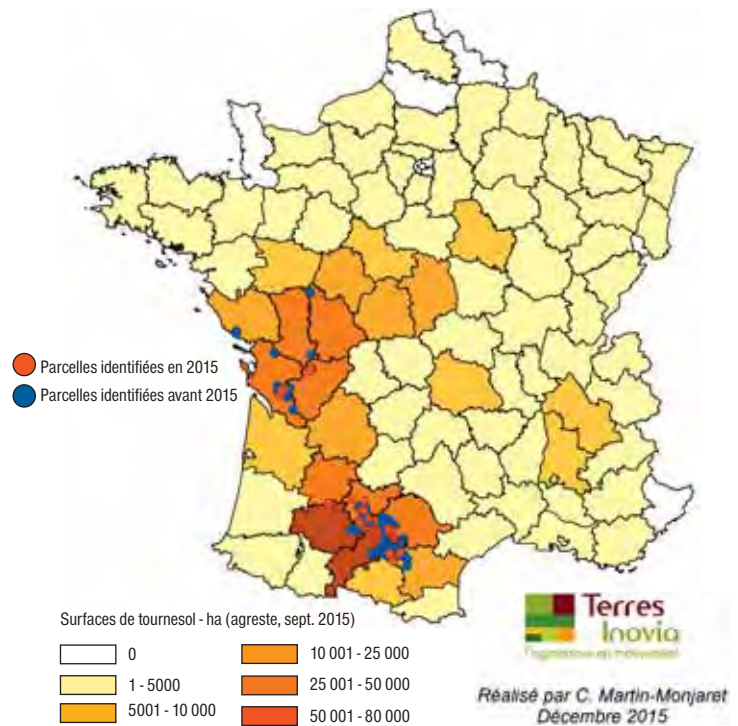 Parcelles identifiées en 2015
Parcelles identifiées avant 2015
Surfaces de tournesol - ha (agreste, sept. 2015)
0
1 - 5000
5001 - 10 000
10 001 - 25 000
25 001 - 50 000
50 001 - 80 000
Terres
Inovia
Réalisé par C. Martin-Monjaret
Décembre 2015